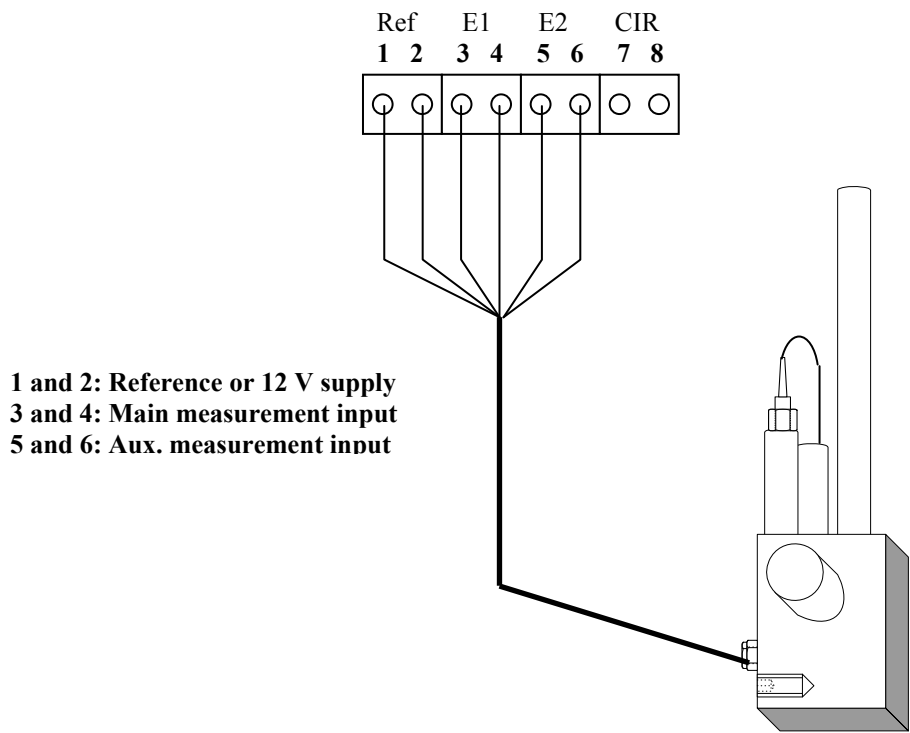 Ref E1 E2 CIR
1 2 3 4 5 6 7 8
1 and 2: Reference or 12 V supply
3 and 4: Main measurement input
5 and 6: Aux. measurement input